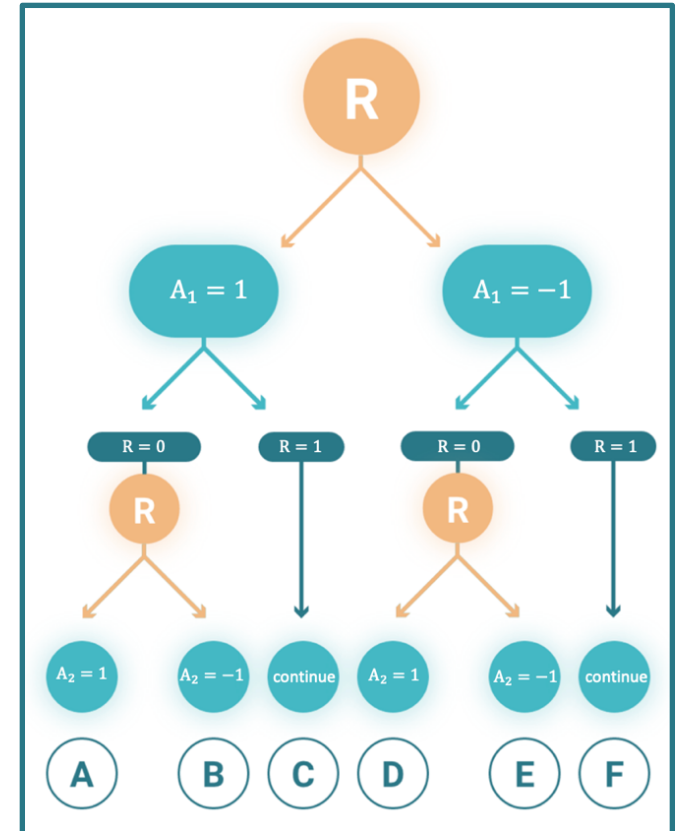 R
A₁ = 1
A₁ = −1
R = 0
R = 1
R = 0
R = 1
R
R
A₂ = 1
A₂ = −1
continue
A₂ = 1
A₂ = −1
continue
A
B
C
D
E
F